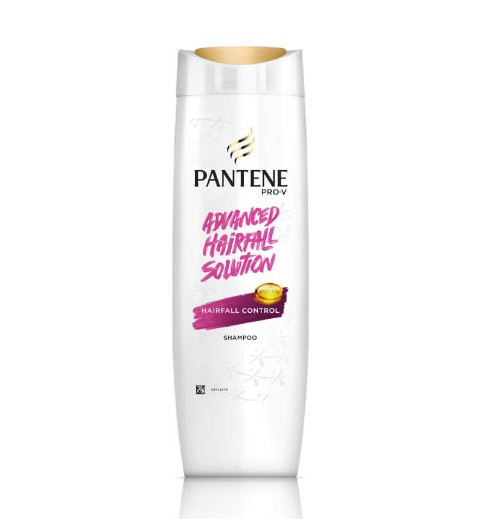 PANTENE
PRO-V
ADVANCED
HAIRFALL
SOLUTION
HAIRFALL CONTROL
SHAMPOO